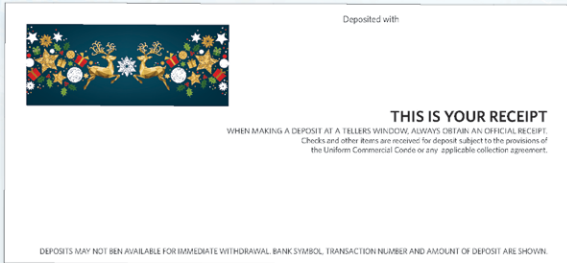 Deposited with
THIS IS YOUR RECEIPT
WHEN MAKING A DEPOSIT AT A TELLERS WINDOW, ALWAYS OBTAIN AN OFFICIAL RECEIPT.
Checks and other items are received for deposit subject to the provisions of
the Uniform Commercial Conde or any applicable collection agreement.
DEPOSITS MAY NOT BEN AVAILABLE FOR IMMEDIATE WITHDRAWAL. BANK SYMBOL, TRANSACTION NUMBER AND AMOUNT OF DEPOSIT ARE SHOWN.